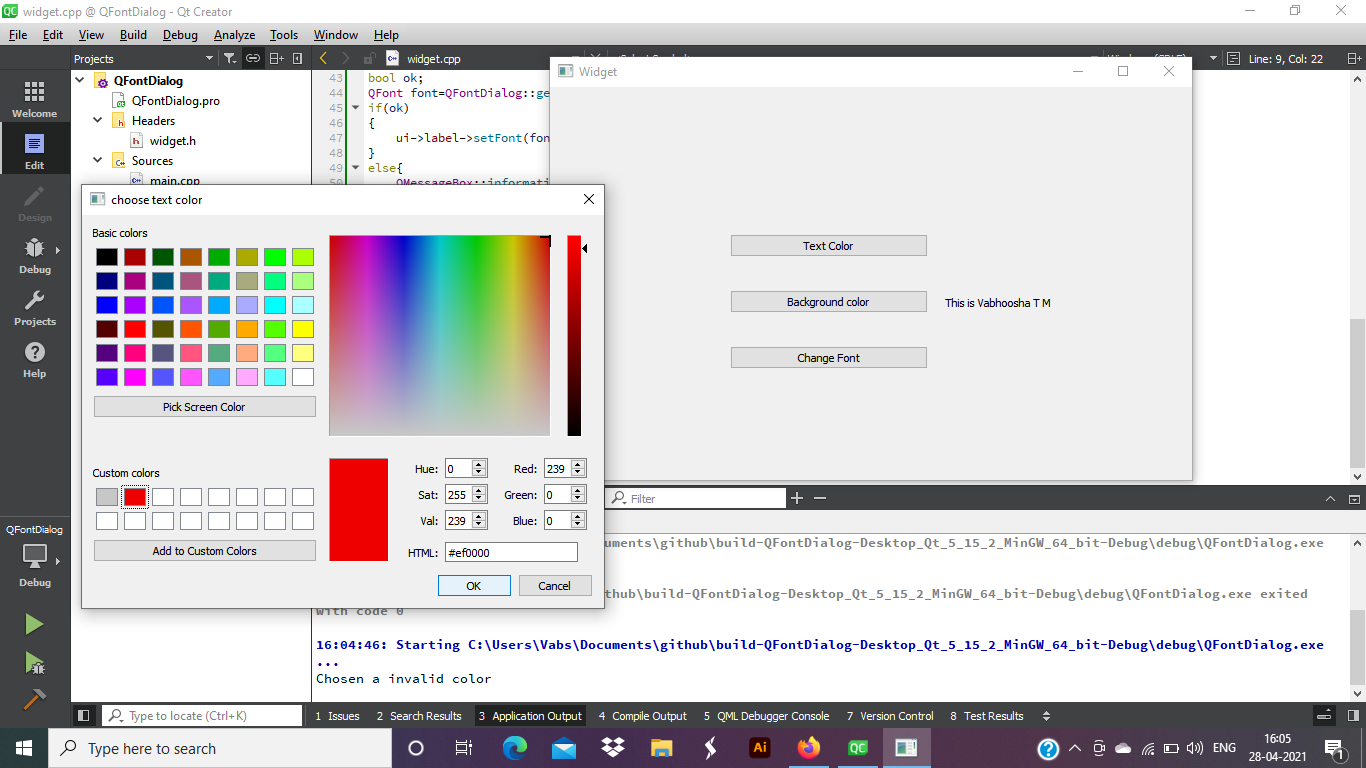 widget.cpp @ QFontDialog - Qt Creator
File Edit View Build Debug Analyze Tools Window Help
Projects
widget.cpp
Line: 9, Col: 22
Welcome
Edit
Design
Debug
Projects
Help
QFontDialog
Debug
QFontDialog
QFontDialog.pro
Headers
widget.h
Sources
main.cpp
43 bool ok;
44 QFont font=QFontDialog::ge
45 if(ok)
46 {
47 ui->label->setFont(fon
48 }
49 else{
50 QMessageBox::informati
Widget
Text Color
Background color
This is Vabhoosha T M
Change Font
choose text color
Basic colors
Pick Screen Color
Custom colors
Add to Custom Colors
Hue: 0 Red: 239
Sat: 255 Green: 0
Val: 239 Blue: 0
HTML: #ef0000
OK Cancel
Filter
uments\github\build-QFontDialog-Desktop_Qt_5_15_2_MinGW_64_bit-Debug\debug\QFontDialog.exe
thub\build-QFontDialog-Desktop_Qt_5_15_2_MinGW_64_bit-Debug\debug\QFontDialog.exe exited
with code 0
16:04:46: Starting C:\Users\Vabs\Documents\github\build-QFontDialog-Desktop_Qt_5_15_2_MinGW_64_bit-Debug\debug\QFontDialog.exe
...
Chosen a invalid color
Type to locate (Ctrl+K) 1 Issues 2 Search Results 3 Application Output 4 Compile Output 5 QML Debugger Console 7 Version Control 8 Test Results
Type here to search
Ai
QC
ENG
16:05
28-04-2021
1